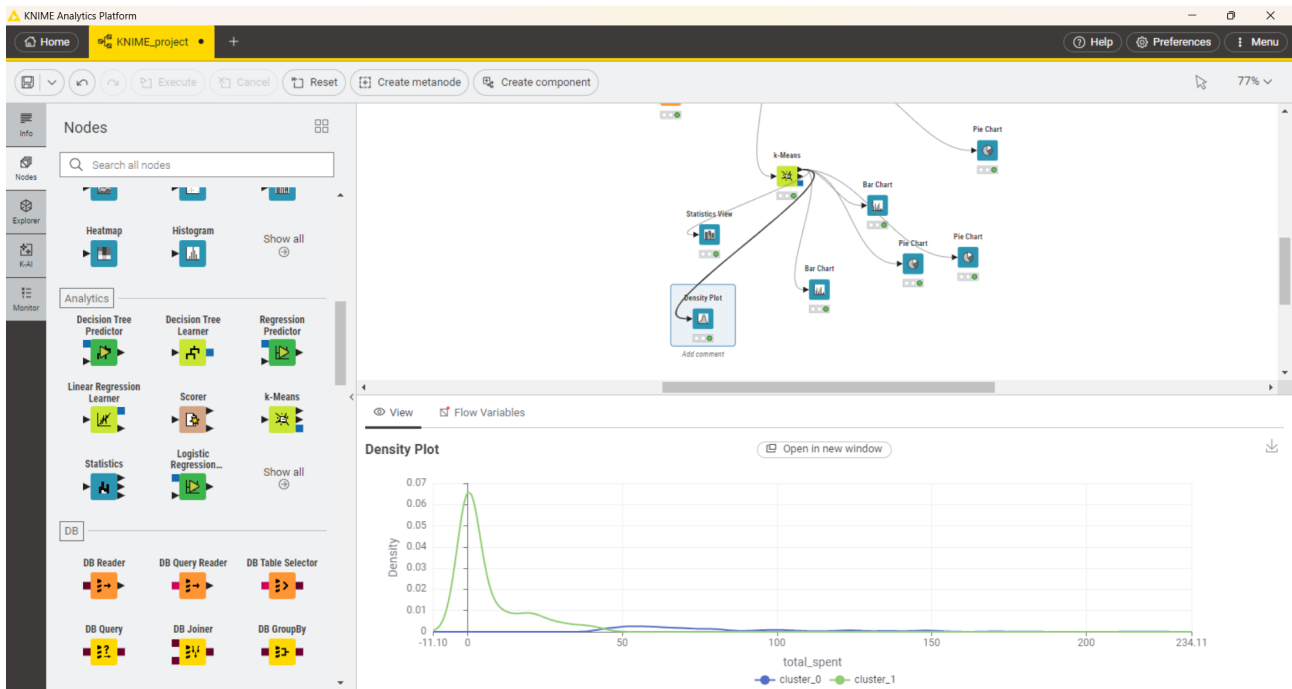 KNIME Analytics Platform
Home
KNIME_project
Help
Preferences
Menu
Execute
Cancel
Reset
Create metanode
Create component
77%
Info
Nodes
Explorer
K-AI
Monitor
Nodes
Search all nodes
Heatmap
Histogram
Show all
Analytics
Decision Tree Predictor
Decision Tree Learner
Regression Predictor
Linear Regression Learner
Scorer
k-Means
Statistics
Logistic Regression...
Show all
DB
DB Reader
DB Query Reader
DB Table Selector
DB Query
DB Joiner
DB GroupBy
Pie Chart
k-Means
Bar Chart
Statistics View
Pie Chart
Pie Chart
Bar Chart
Density Plot
Add comment
View
Flow Variables
Density Plot
Open in new window
0.07
0.06
0.05
0.04
0.03
0.02
0.01
0
Density
-11.10
0
50
100
150
200
234.11
total_spent
cluster_0
cluster_1